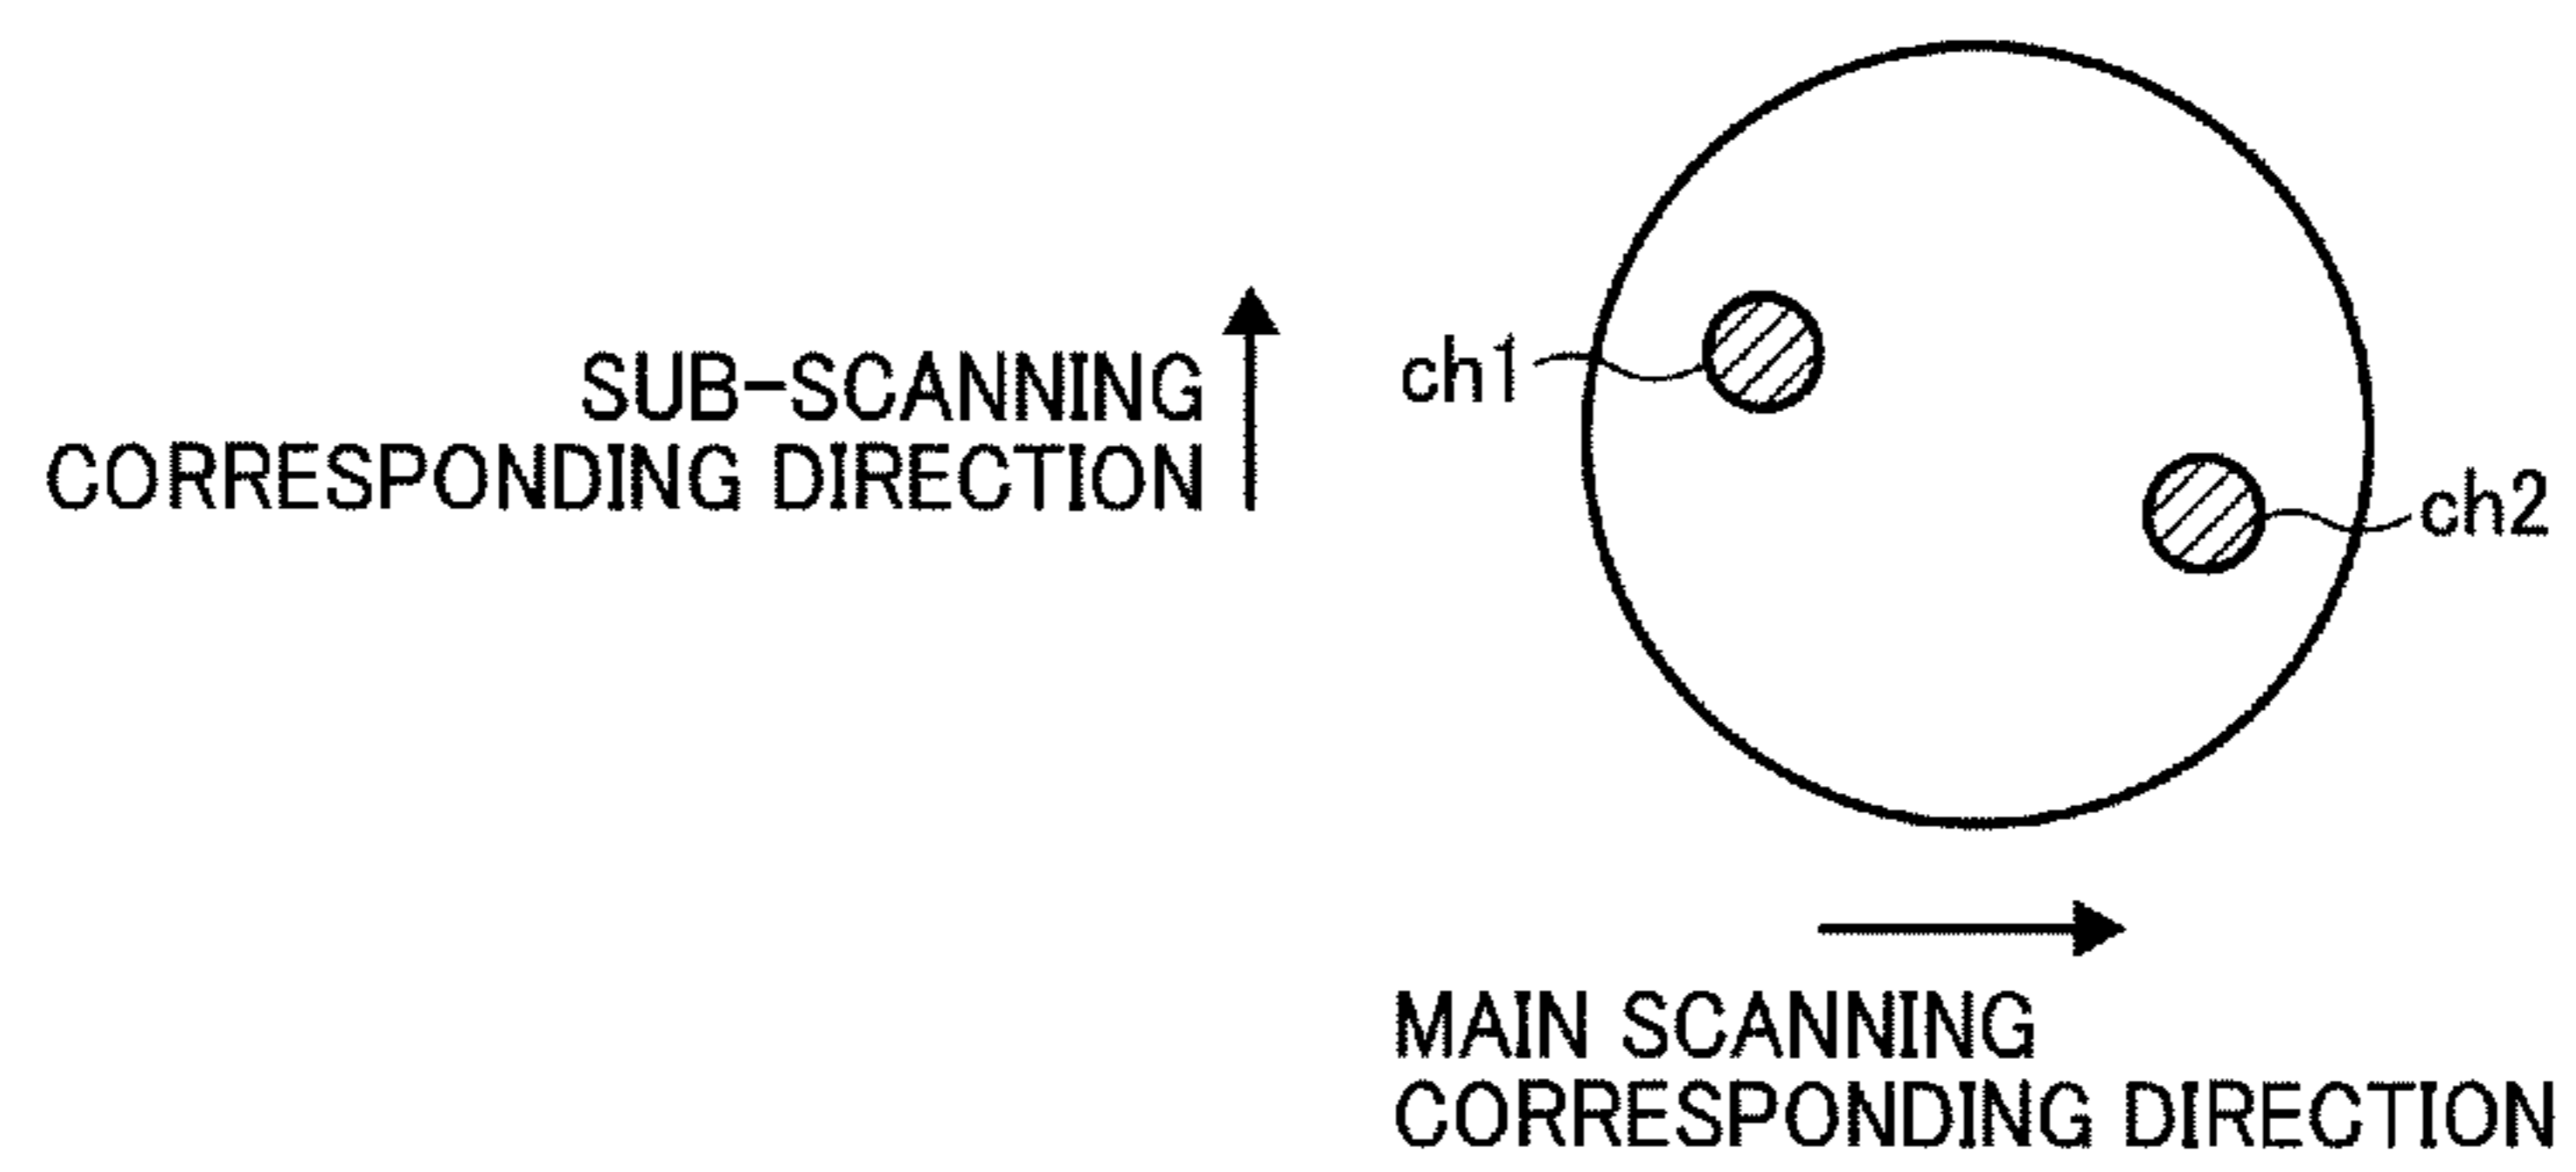 SUB-SCANNING
CORRESPONDING DIRECTION
ch1
ch2
MAIN SCANNING
CORRESPONDING DIRECTION